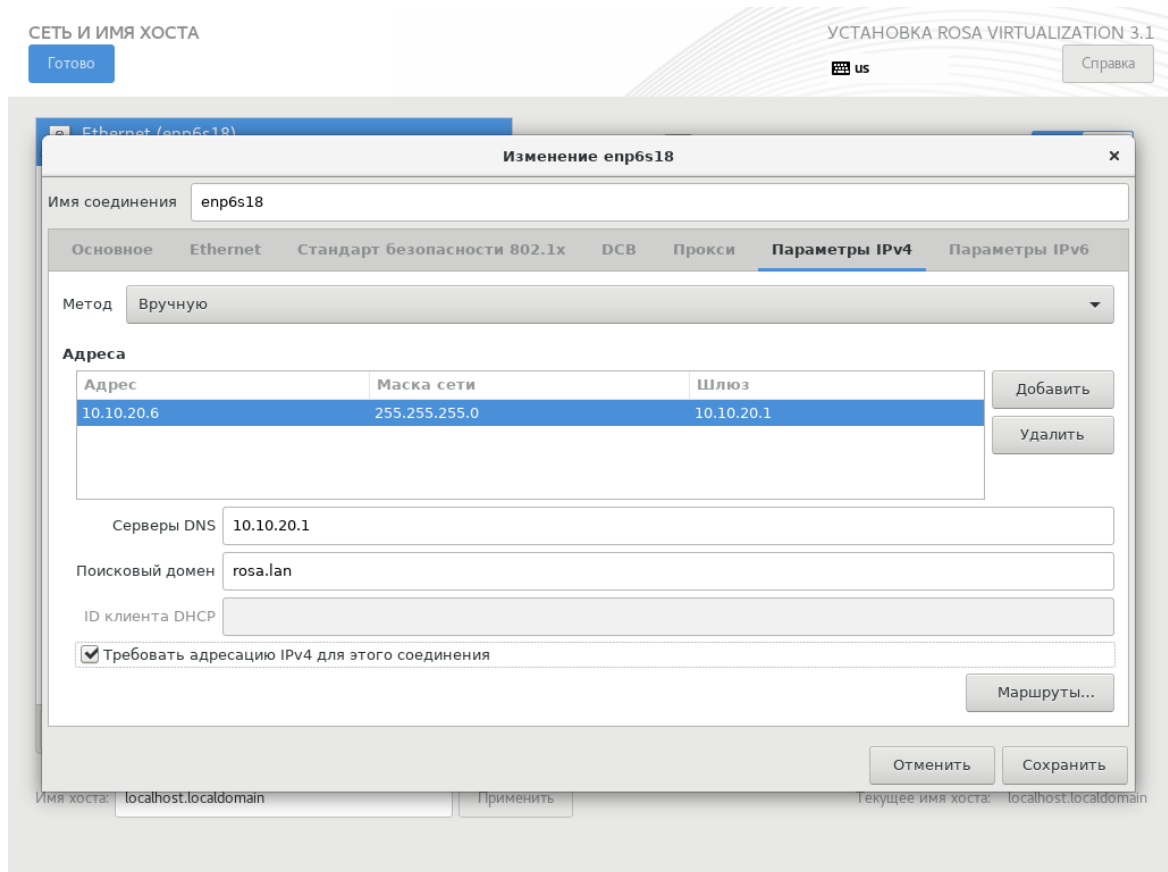 СЕТЬ И ИМЯ ХОСТА
УСТАНОВКА ROSA VIRTUALIZATION 3.1
Готово
us
Справка
Ethernet (enp6s18)
Изменение enp6s18
Имя соединения enp6s18
Основное Ethernet Стандарт безопасности 802.1x DCB Прокси Параметры IPv4 Параметры IPv6
Метод Вручную
Адреса
Адрес Маска сети Шлюз
Добавить
10.10.20.6 255.255.255.0 10.10.20.1
Удалить
Серверы DNS 10.10.20.1
Поисковый домен rosa.lan
ID клиента DHCP
Требовать адресацию IPv4 для этого соединения
Маршруты...
Отменить Сохранить
Имя хоста: localhost.localdomain Применить Текущее имя хоста: localhost.localdomain